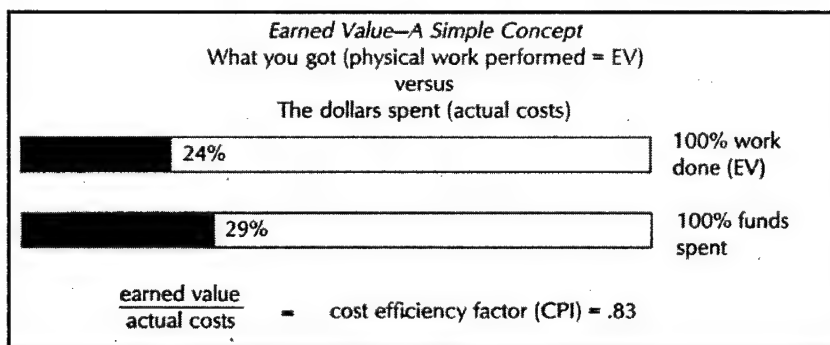 Earned Value—A Simple Concept
What you got (physical work performed = EV)
versus
The dollars spent (actual costs)
24%
100% work
done (EV)
29%
100% funds
spent
earned value
actual costs
= cost efficiency factor (CPI) = .83